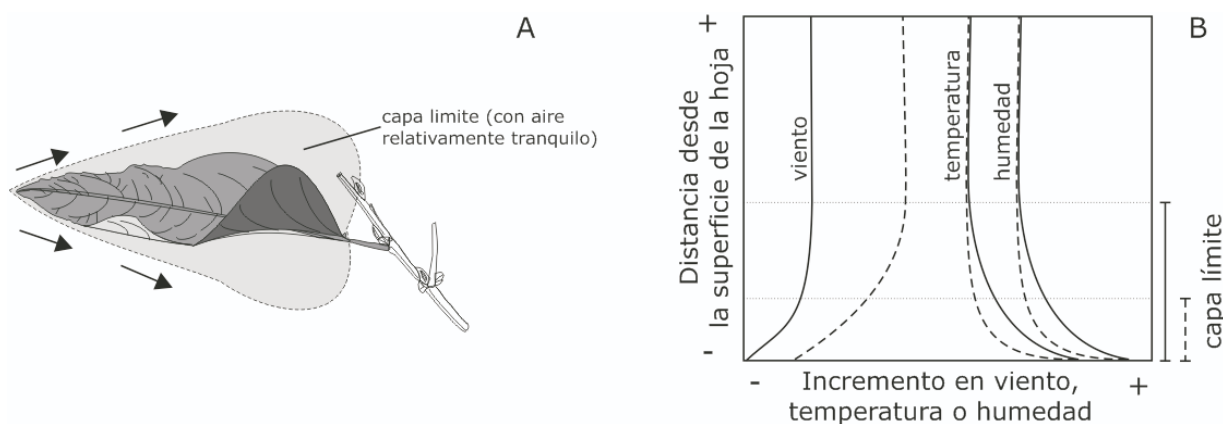 A
capa limite (con aire
relativamente tranquilo)
B
+
Distancia desde
la superficie de la hoja
-
viento
temperatura
humedad
capa límite
- Incremento en viento, +
temperatura o humedad